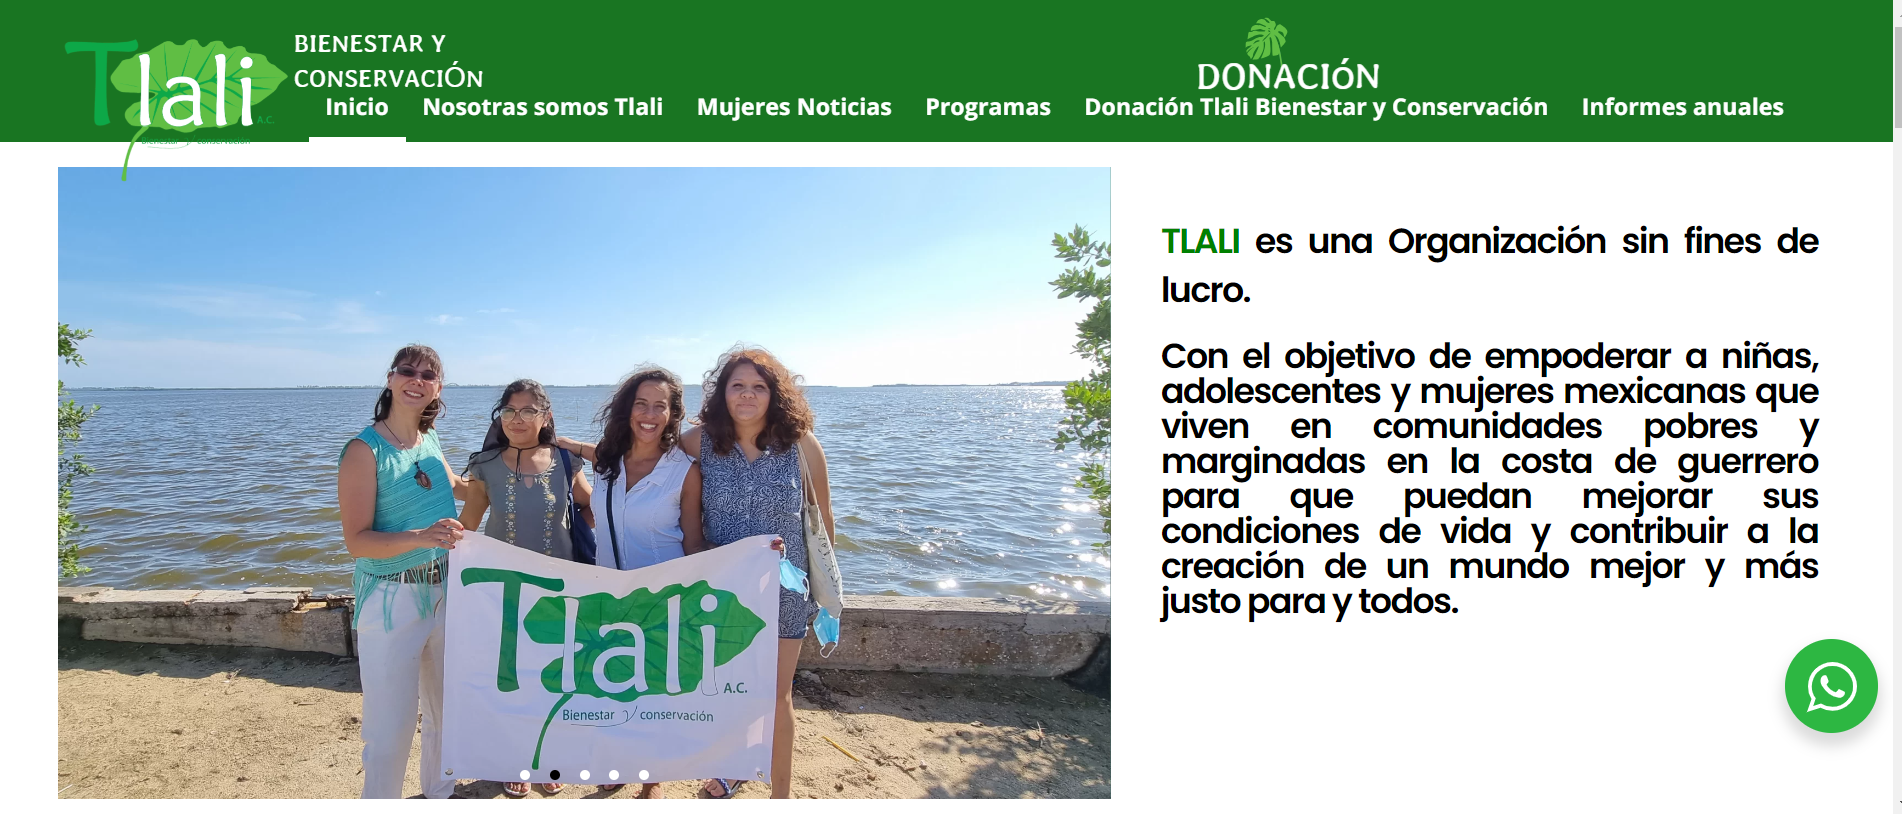 Tlali
A.C.
Bienestar y conservación
BIENESTAR Y
CONSERVACIÓN
DONACIÓN
Inicio
Nosotras somos Tlali
Mujeres Noticias
Programas
Donación Tlali Bienestar y Conservación
Informes anuales
Tlali
A.C.
Bienestar y conservación
TLALI es una Organización sin fines de
lucro.
Con el objetivo de empoderar a niñas,
adolescentes y mujeres mexicanas que
viven en comunidades pobres y
marginadas en la costa de guerrero
para que puedan mejorar sus
condiciones de vida y contribuir a la
creación de un mundo mejor y más
justo para y todos.